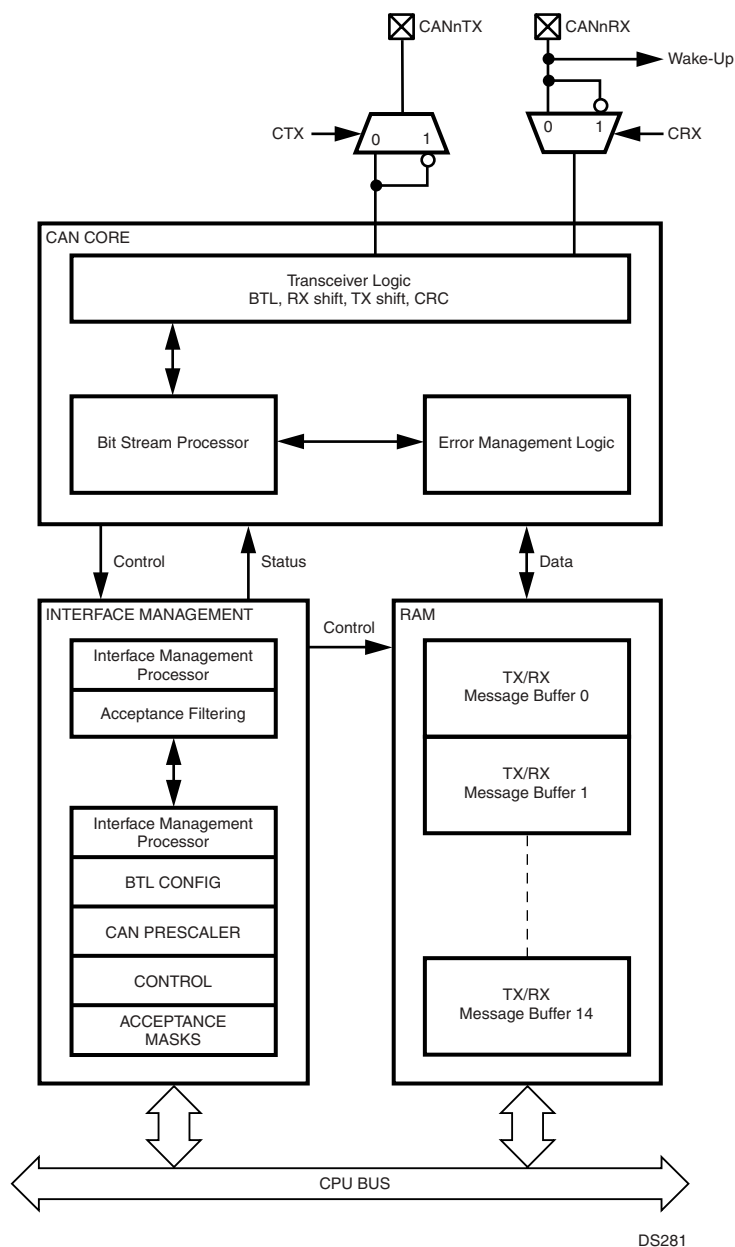 CANnTX
CANnRX
Wake-Up
CTX
0 1
0 1
CRX
CAN CORE
Transceiver Logic
BTL, RX shift, TX shift, CRC
Bit Stream Processor
Error Management Logic
Control
Status
Data
INTERFACE MANAGEMENT
Control
RAM
Interface Management
Processor
Acceptance Filtering
TX/RX
Message Buffer 0
TX/RX
Message Buffer 1
Interface Management
Processor
BTL CONFIG
CAN PRESCALER
CONTROL
ACCEPTANCE
MASKS
TX/RX
Message Buffer 14
CPU BUS
DS281